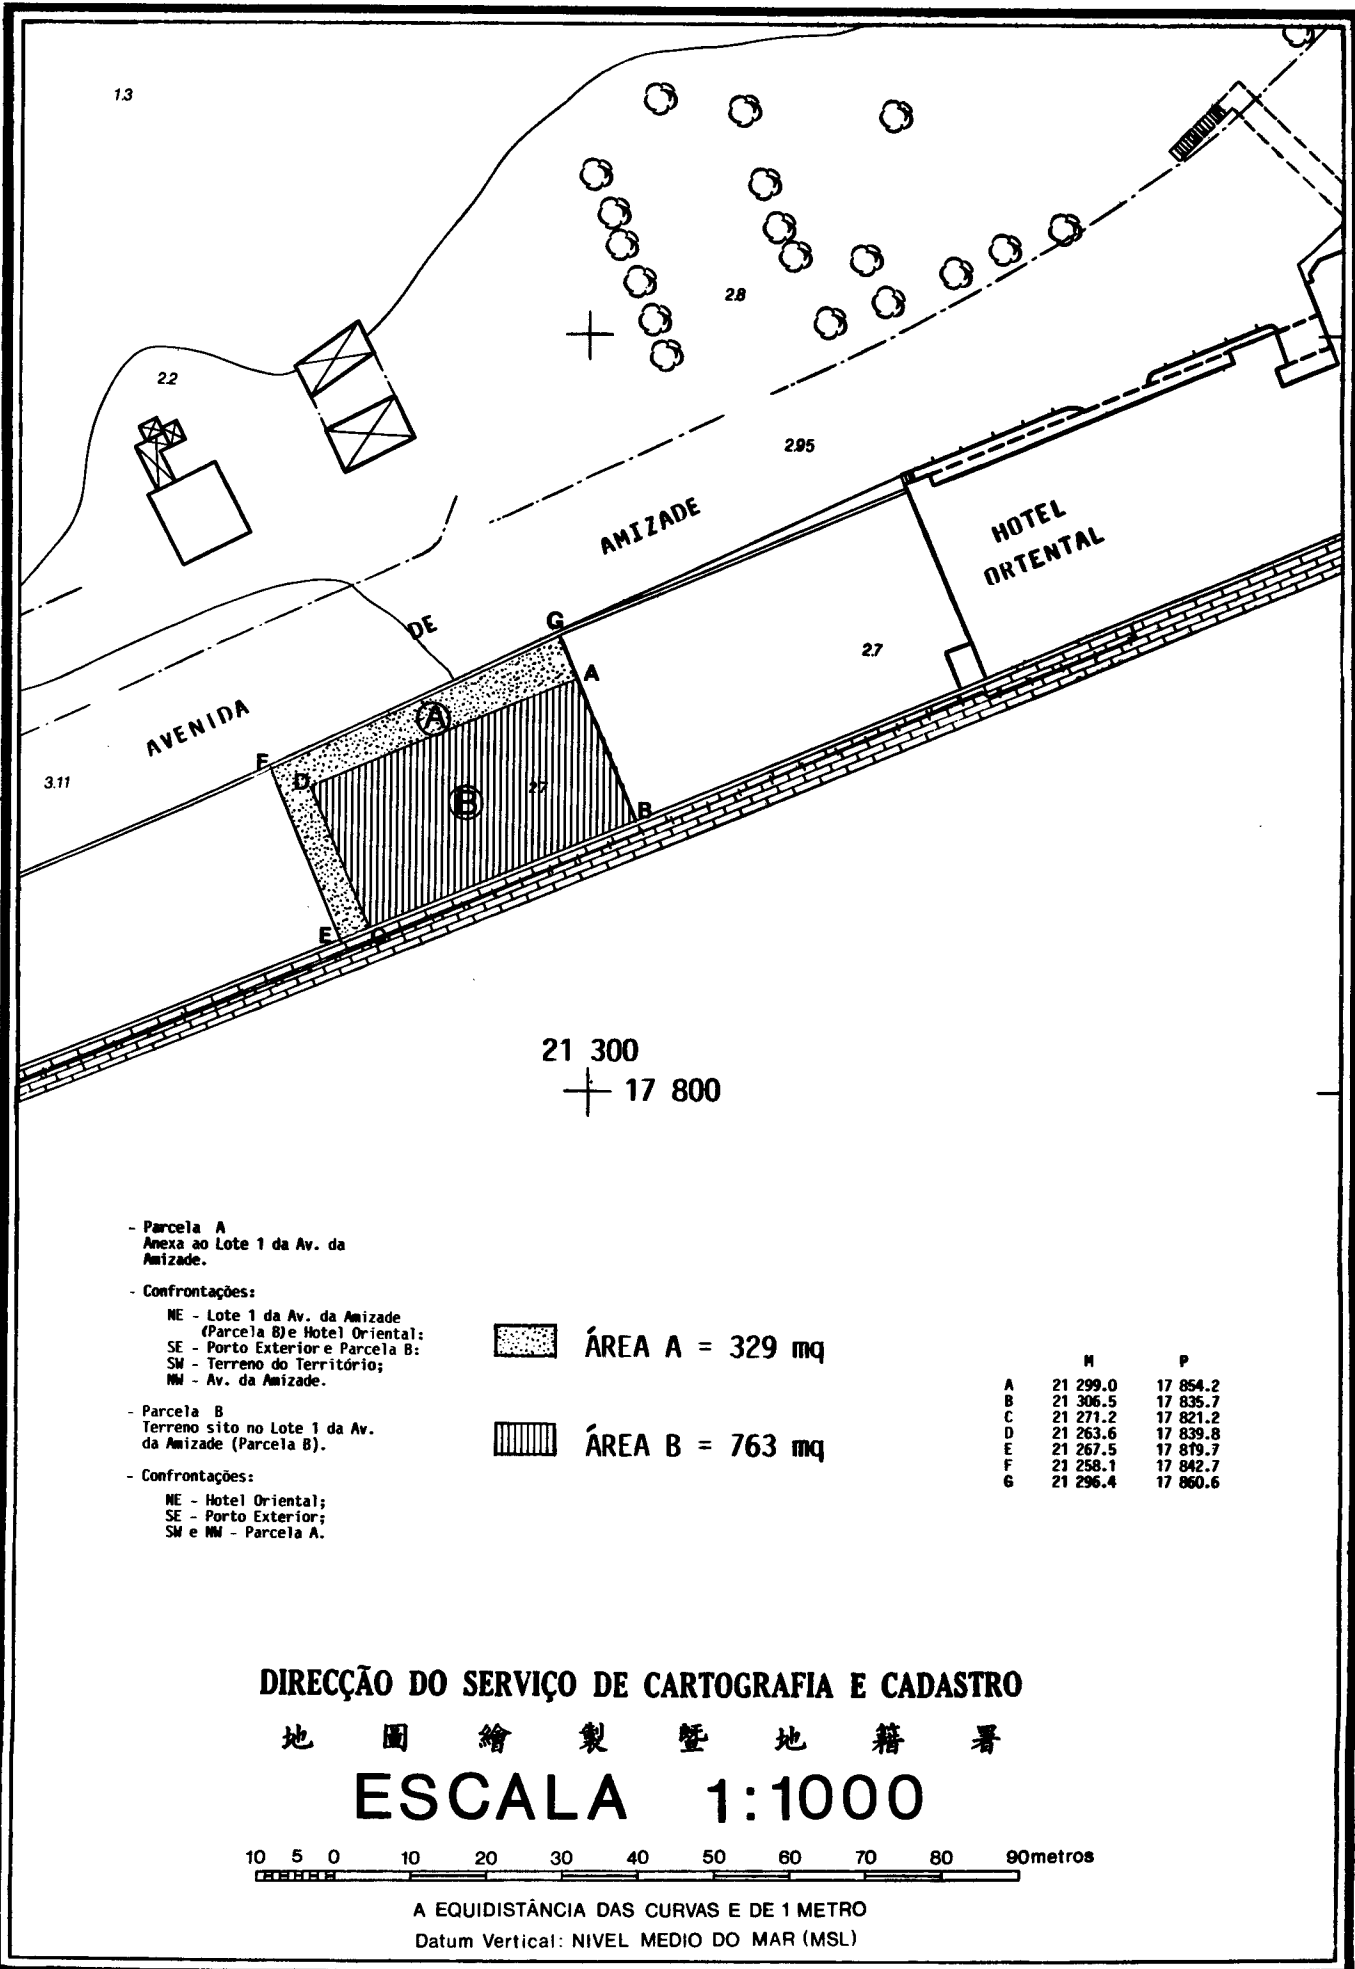 1.3
2.8
2.2
2.95
AMIZADE
HOTEL
ORTENTAL
DE
G
A
2.7
AVENIDA
A
F
D
3.11
2.7
B
B
E
C
21 300
17 800
- Parcela A
Anexa ao Lote 1 da Av. da
Amizade.
- Confrontações:
NE - Lote 1 da Av. da Amizade
(Parcela B)e Hotel Oriental:
SE - Porto Exterior e Parcela B:
SW - Terreno do Território;
NW - Av. da Amizade.
- Parcela B
Terreno sito no Lote 1 da Av.
da Amizade (Parcela B).
- Confrontações:
NE - Hotel Oriental;
SE - Porto Exterior;
SW e NW - Parcela A.
ÁREA A = 329 mq
ÁREA B = 763 mq
M P
A 21 299.0 17 854.2
B 21 306.5 17 835.7
C 21 271.2 17 821.2
D 21 263.6 17 839.8
E 21 267.5 17 819.7
F 21 258.1 17 842.7
G 21 296.4 17 860.6
DIRECÇÃO DO SERVIÇO DE CARTOGRAFIA E CADASTRO
地圖繪製暨地籍署
ESCALA 1:1000
10 5 0 10 20 30 40 50 60 70 80 90metros
A EQUIDISTÂNCIA DAS CURVAS E DE 1 METRO
Datum Vertical: NIVEL MEDIO DO MAR (MSL)